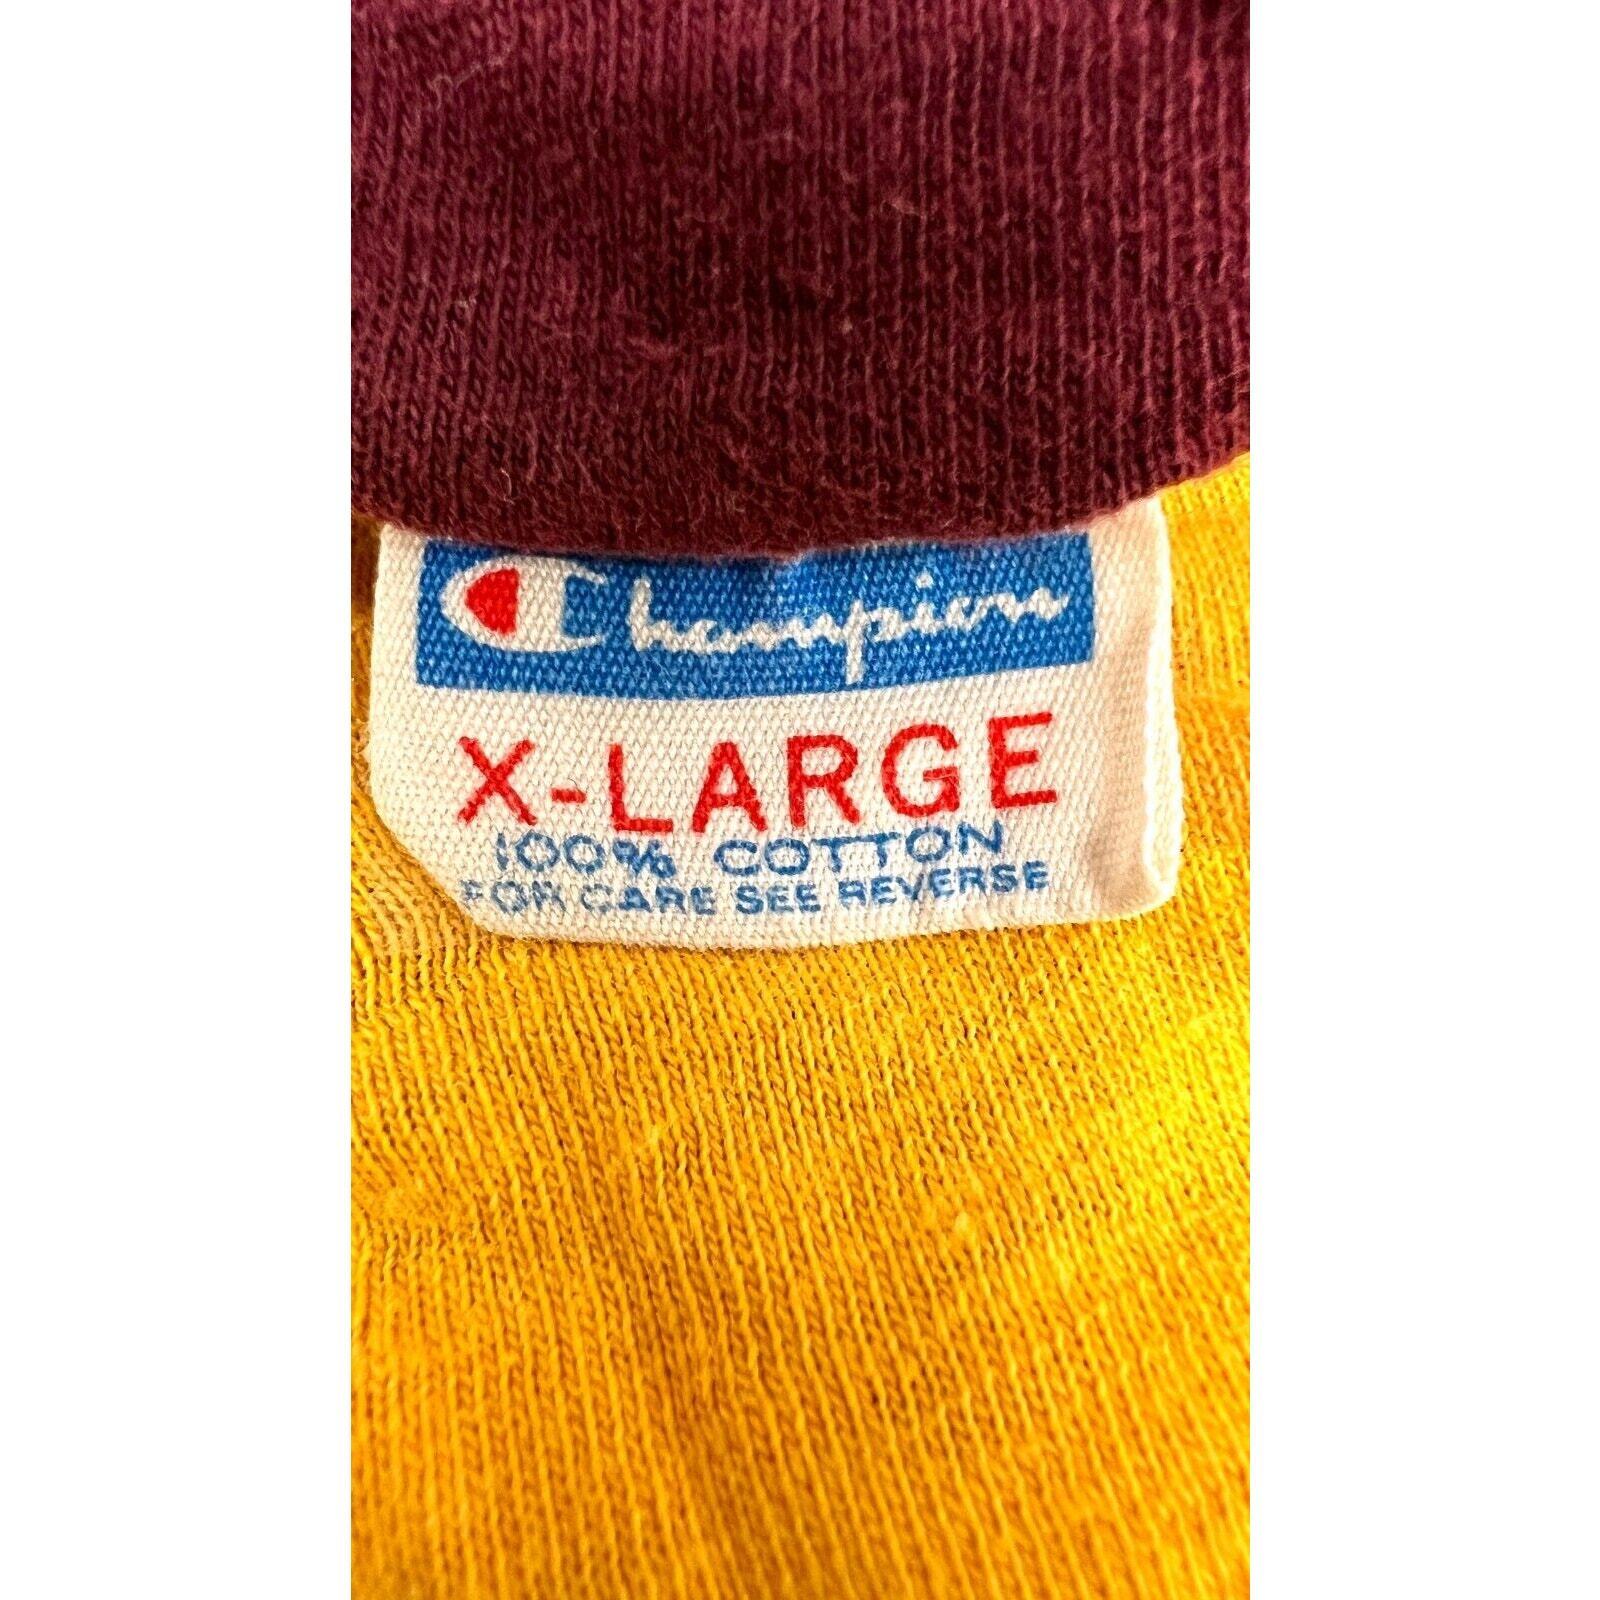 Champion
X-LARGE
100% COTTON
FOR CARE SEE REVERSE